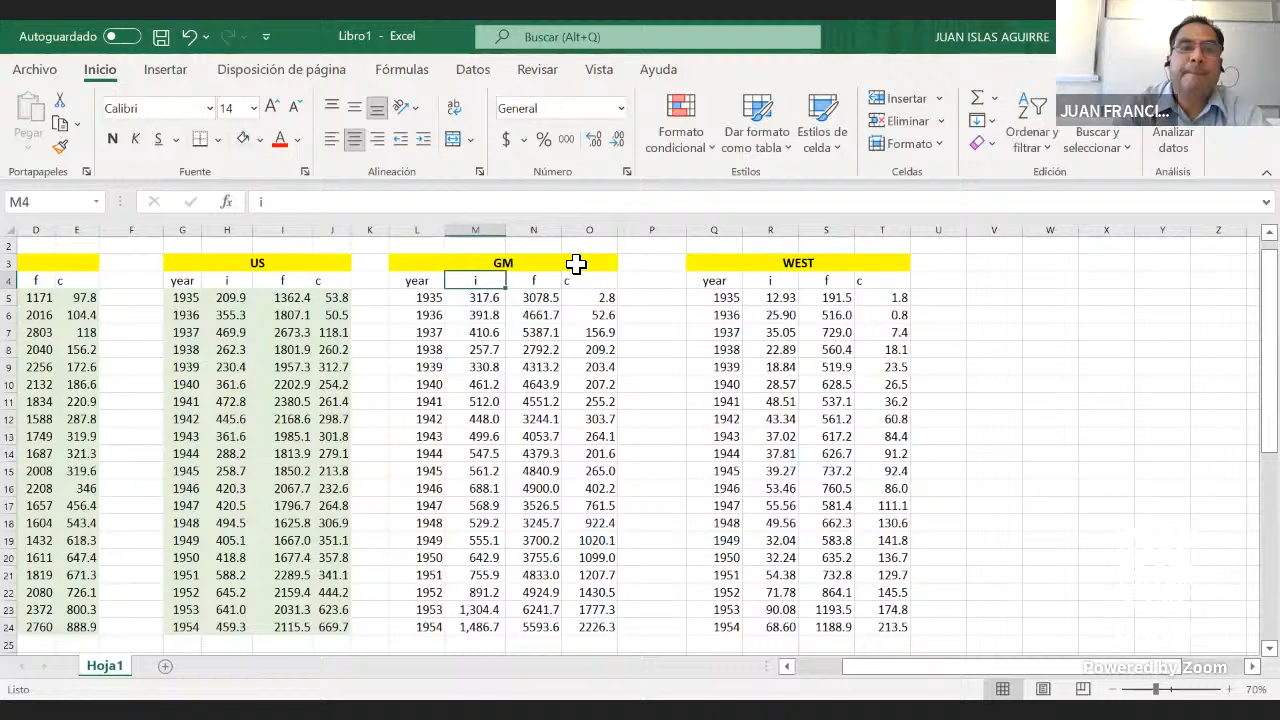 Autoguardado Libro1 - Excel Buscar (Alt+Q) JUAN ISLAS AGUIRRE
Archivo Inicio Insertar Disposición de página Fórmulas Datos Revisar Vista Ayuda
JUAN FRANCI...
Pegar Calibri 14 General Formato condicional Dar formato como tabla Estilos de celda Insertar Eliminar Formato Ordenar y filtrar Buscar y seleccionar Analizar datos
N K S $ % 000
Portapapeles Fuente Alineación Número Estilos Celdas Edición Análisis
M4 fx i
D E F G H I J K L M N O P Q R S T U V W X Y Z
2
3 US GM WEST
4 f c year i f c year i f c year i f c
5 1171 97.8 1935 209.9 1362.4 53.8 1935 317.6 3078.5 2.8 1935 12.93 191.5 1.8
6 2016 104.4 1936 355.3 1807.1 50.5 1936 391.8 4661.7 52.6 1936 25.90 516.0 0.8
7 2803 118 1937 469.9 2673.3 118.1 1937 410.6 5387.1 156.9 1937 35.05 729.0 7.4
8 2040 156.2 1938 262.3 1801.9 260.2 1938 257.7 2792.2 209.2 1938 22.89 560.4 18.1
9 2256 172.6 1939 230.4 1957.3 312.7 1939 330.8 4313.2 203.4 1939 18.84 519.9 23.5
10 2132 186.6 1940 361.6 2202.9 254.2 1940 461.2 4643.9 207.2 1940 28.57 628.5 26.5
11 1834 220.9 1941 472.8 2380.5 261.4 1941 512.0 4551.2 255.2 1941 48.51 537.1 36.2
12 1588 287.8 1942 445.6 2168.6 298.7 1942 448.0 3244.1 303.7 1942 43.34 561.2 60.8
13 1749 319.9 1943 361.6 1985.1 301.8 1943 499.6 4053.7 264.1 1943 37.02 617.2 84.4
14 1687 321.3 1944 288.2 1813.9 279.1 1944 547.5 4379.3 201.6 1944 37.81 626.7 91.2
15 2008 319.6 1945 258.7 1850.2 213.8 1945 561.2 4840.9 265.0 1945 39.27 737.2 92.4
16 2208 346 1946 420.3 2067.7 232.6 1946 688.1 4900.0 402.2 1946 53.46 760.5 86.0
17 1657 456.4 1947 420.5 1796.7 264.8 1947 568.9 3526.5 761.5 1947 55.56 581.4 111.1
18 1604 543.4 1948 494.5 1625.8 306.9 1948 529.2 3245.7 922.4 1948 49.56 662.3 130.6
19 1432 618.3 1949 405.1 1667.0 351.1 1949 555.1 3700.2 1020.1 1949 32.04 583.8 141.8
20 1611 647.4 1950 418.8 1677.4 357.8 1950 642.9 3755.6 1099.0 1950 32.24 635.2 136.7
21 1819 671.3 1951 588.2 2289.5 341.1 1951 755.9 4833.0 1207.7 1951 54.38 732.8 129.7
22 2080 726.1 1952 645.2 2159.4 444.2 1952 891.2 4924.9 1430.5 1952 71.78 864.1 145.5
23 2372 800.3 1953 641.0 2031.3 623.6 1953 1,304.4 6241.7 1777.3 1953 90.08 1193.5 174.8
24 2760 888.9 1954 459.3 2115.5 669.7 1954 1,486.7 5593.6 2226.3 1954 68.60 1188.9 213.5
25
Hoja1
Powered by Zoom
Listo 70%